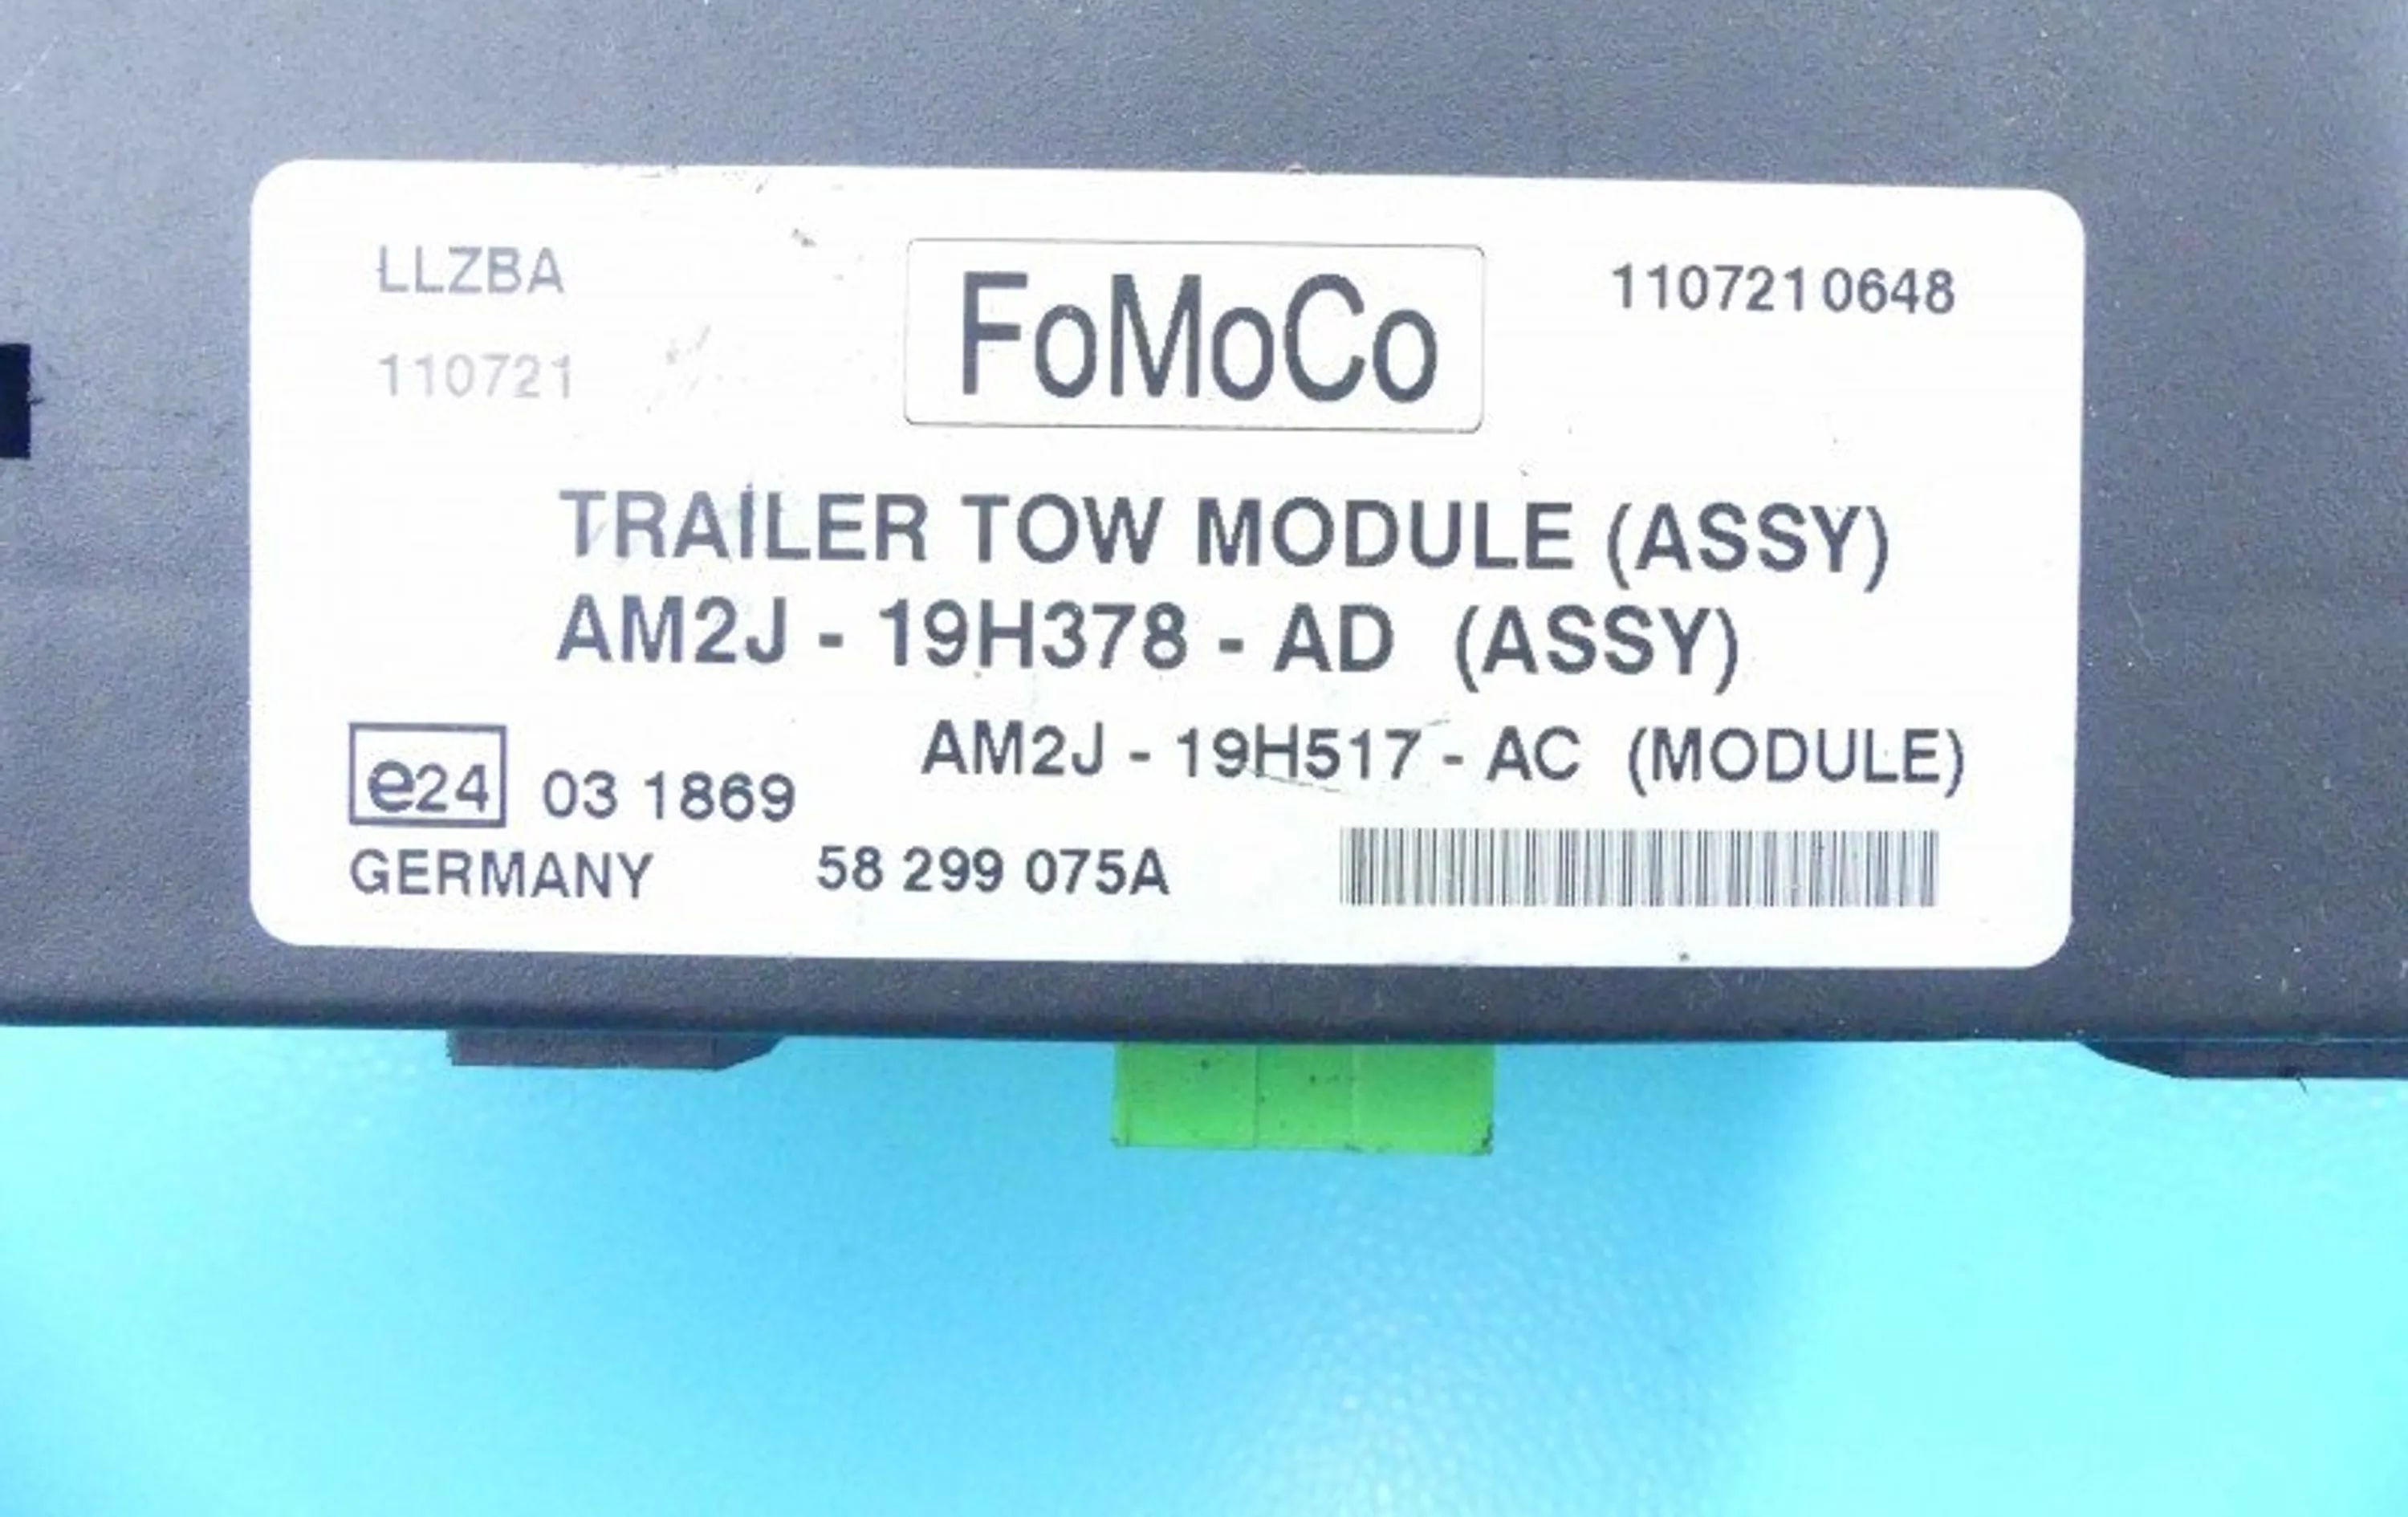 LLZBA
110721
FoMoCo
1107210648
TRAILER TOW MODULE (ASSY)
AM2J - 19H378 - AD (ASSY)
AM2J - 19H517 - AC (MODULE)
e24 03 1869
GERMANY 58 299 075A